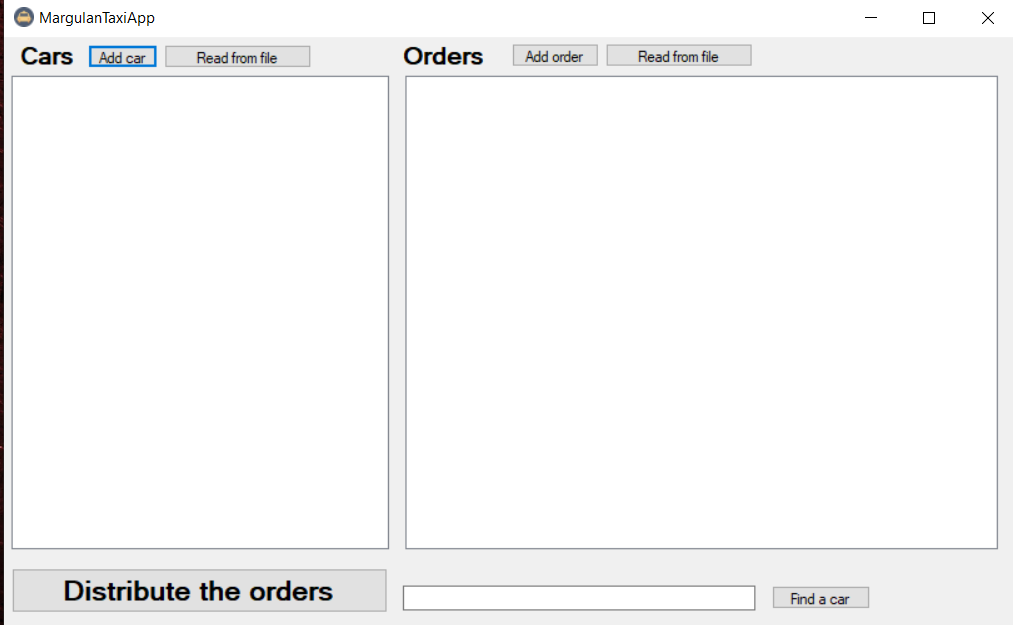 MargulanTaxiApp
Cars Add car Read from file Orders Add order Read from file
Distribute the orders Find a car